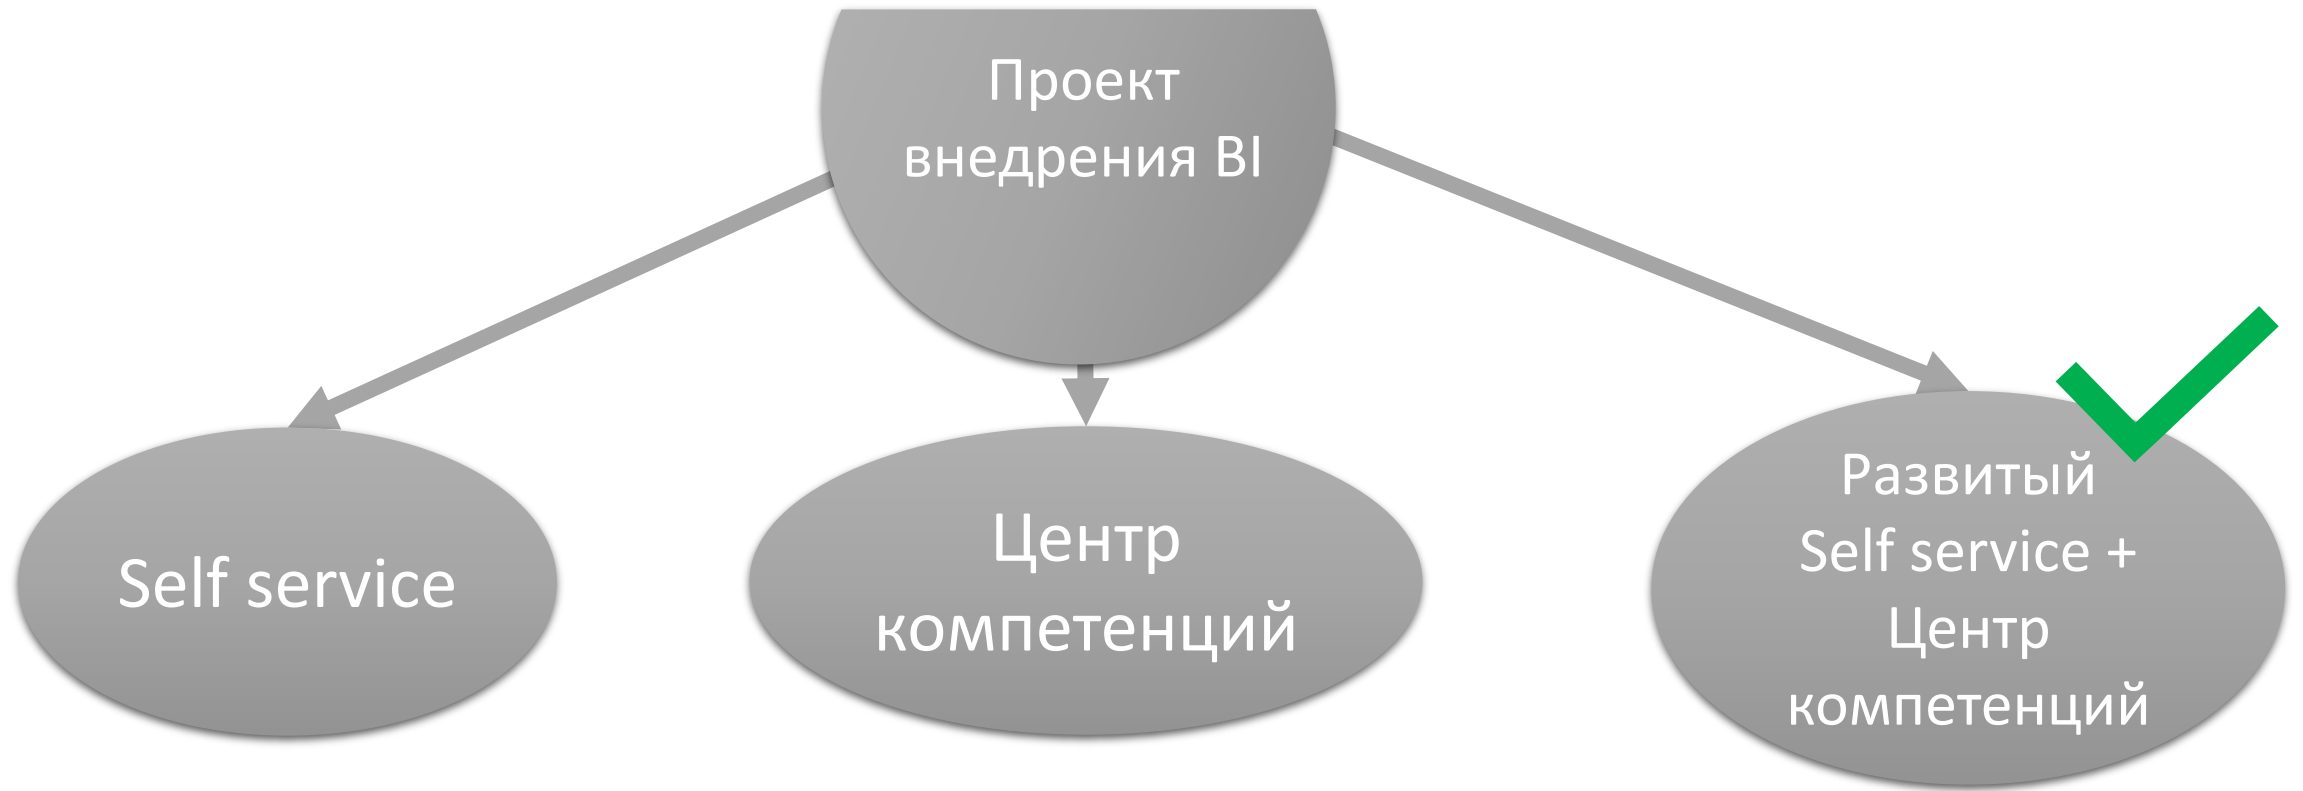 Проект
внедрения BI
Self service
Центр
компетенций
Развитый
Self service +
Центр
компетенций